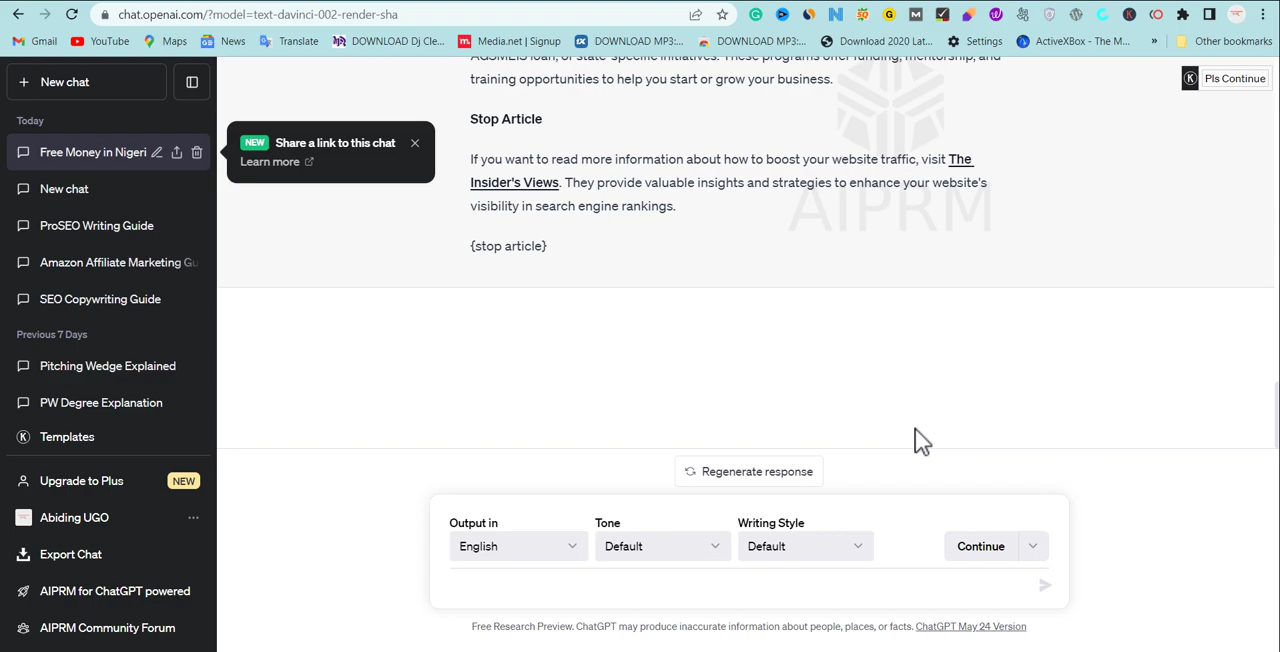 chat.openai.com/?model=text-davinci-002-render-sha
Gmail YouTube Maps News Translate DOWNLOAD Dj Cle... Media.net | Signup DOWNLOAD MP3:... DOWNLOAD MP3:... Download 2020 Lat... Settings ActiveXBox - The M... » Other bookmarks
+ New chat
Today
Free Money in Nigeri
New chat
ProSEO Writing Guide
Amazon Affiliate Marketing Gu
SEO Copywriting Guide
Previous 7 Days
Pitching Wedge Explained
PW Degree Explanation
Templates
Upgrade to Plus NEW
Abiding UGO ...
Export Chat
AIPRM for ChatGPT powered
AIPRM Community Forum
NEW Share a link to this chat
Learn more
AGSMEIS loan, or state-specific initiatives. These programs offer funding, mentorship, and
training opportunities to help you start or grow your business.
K Pls Continue
Stop Article
If you want to read more information about how to boost your website traffic, visit The
Insider's Views. They provide valuable insights and strategies to enhance your website's
visibility in search engine rankings.
AIPRM
{stop article}
Regenerate response
Output in Tone Writing Style
English Default Default Continue
Free Research Preview. ChatGPT may produce inaccurate information about people, places, or facts. ChatGPT May 24 Version